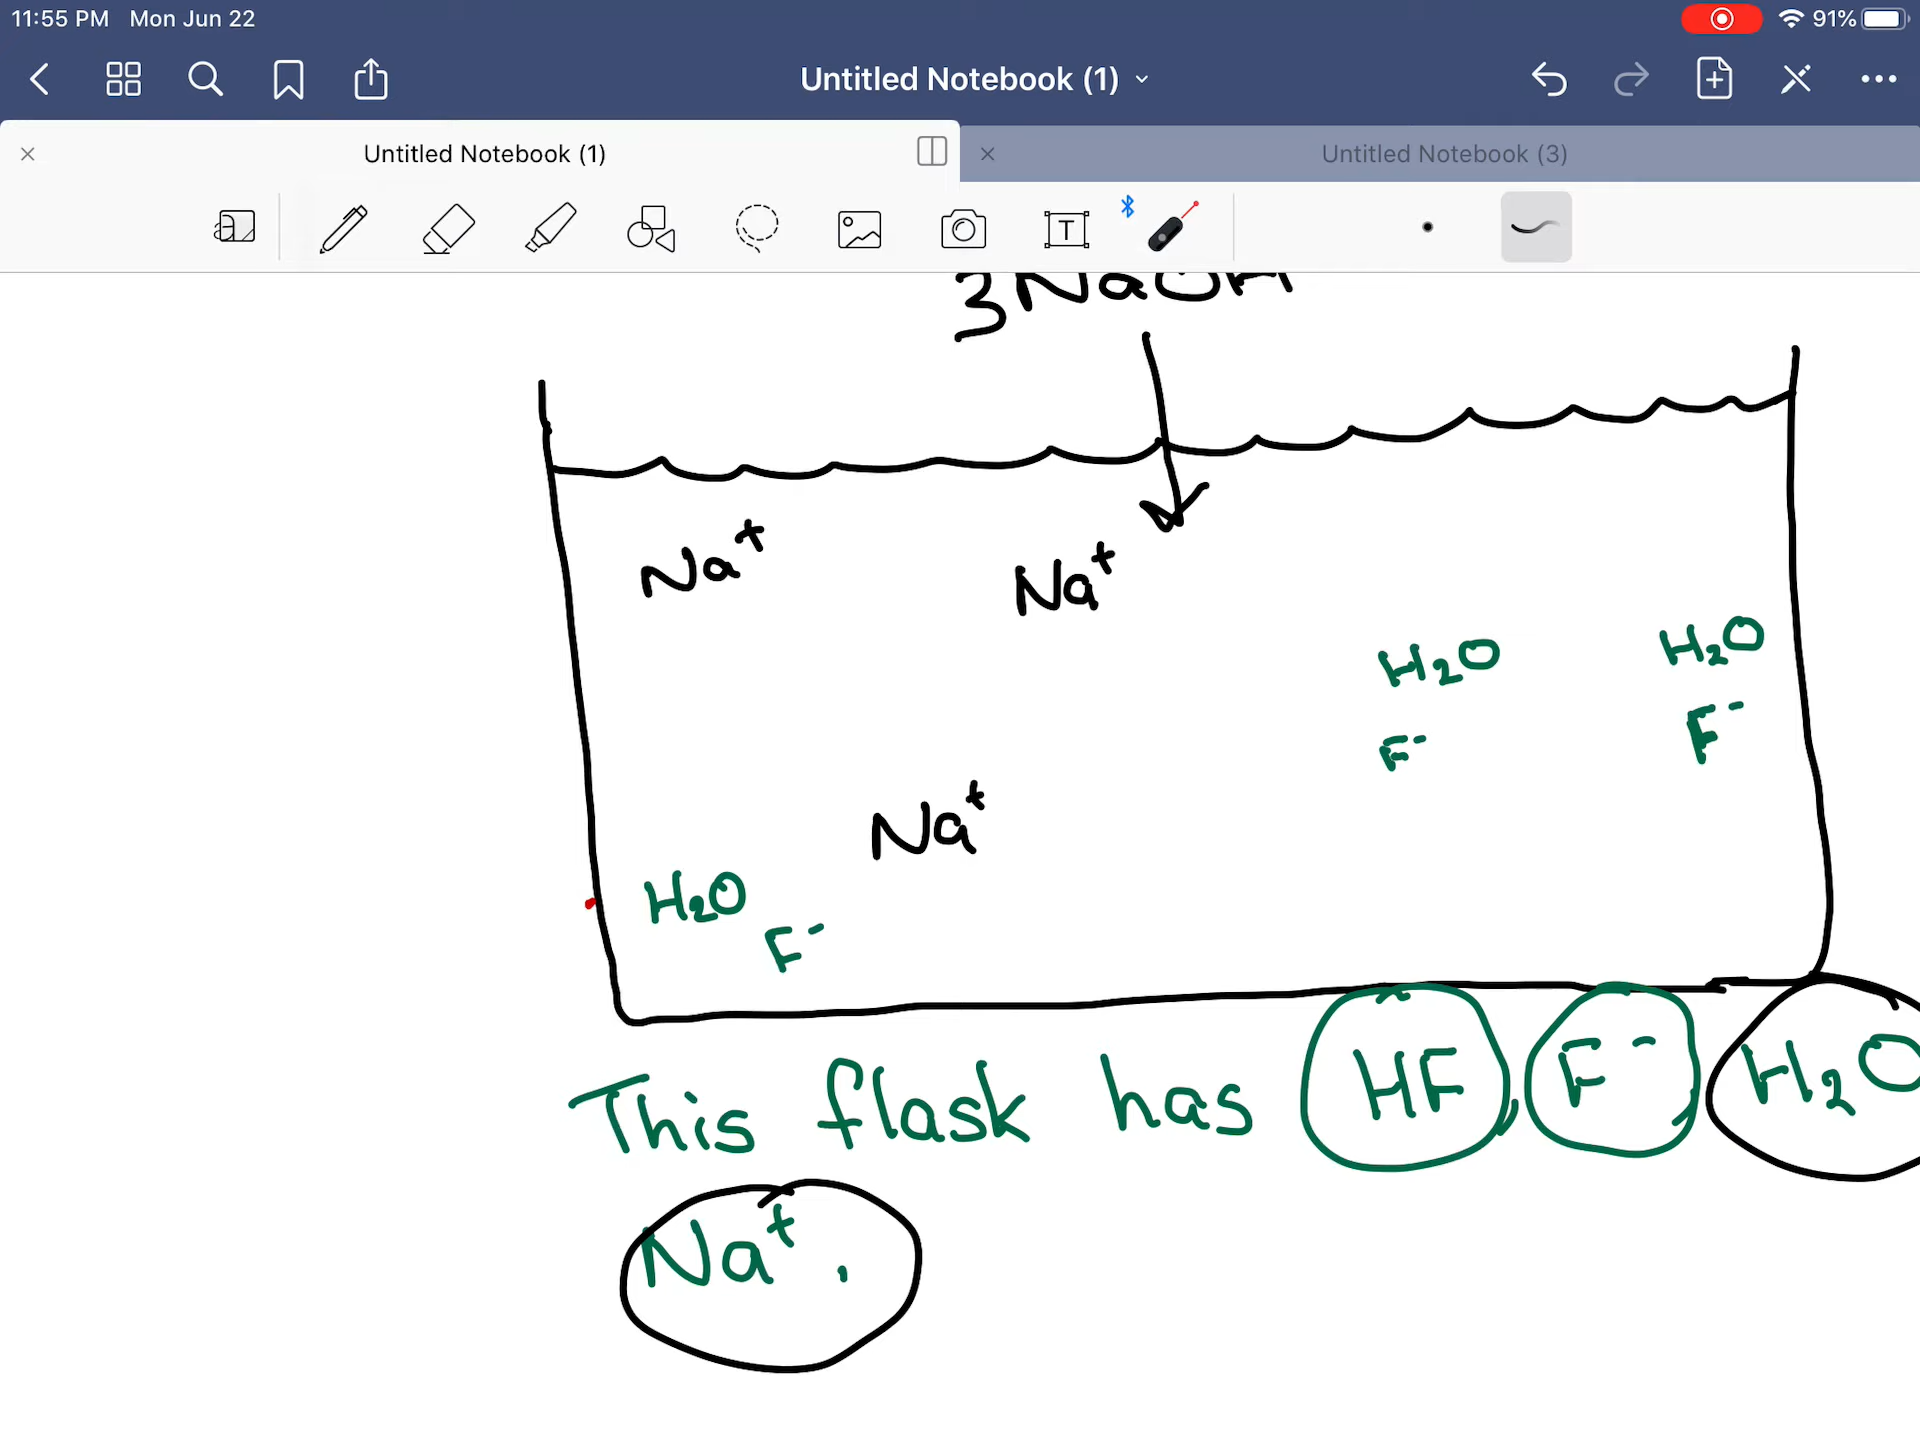 11:55 PM Mon Jun 22 91%
Untitled Notebook (1)
Untitled Notebook (1) Untitled Notebook (3)
a T
3NaOH
Na⁺ Na⁺
H₂O H₂O
F⁻ F⁻
Na⁺
H₂O
F⁻
This flask has HF, F⁻, H₂O
Na⁺.